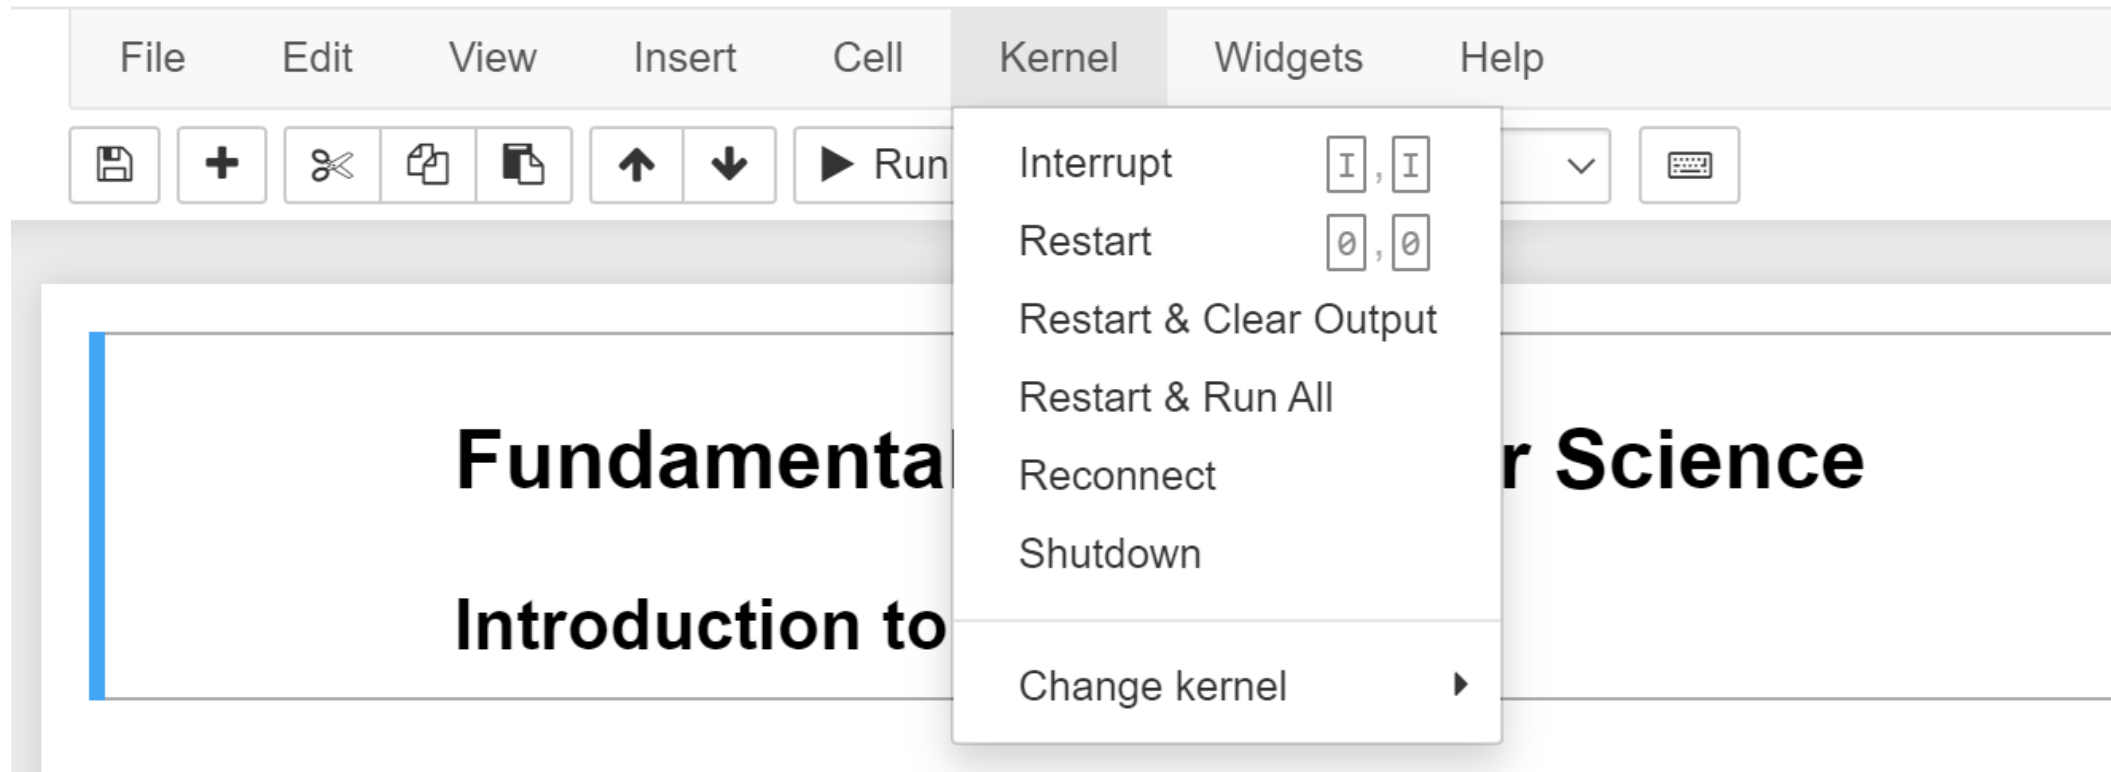 File Edit View Insert Cell Kernel Widgets Help
Run
Interrupt I , I
Restart 0 , 0
Restart & Clear Output
Restart & Run All
Reconnect
Shutdown
Change kernel
Science
Introduction to